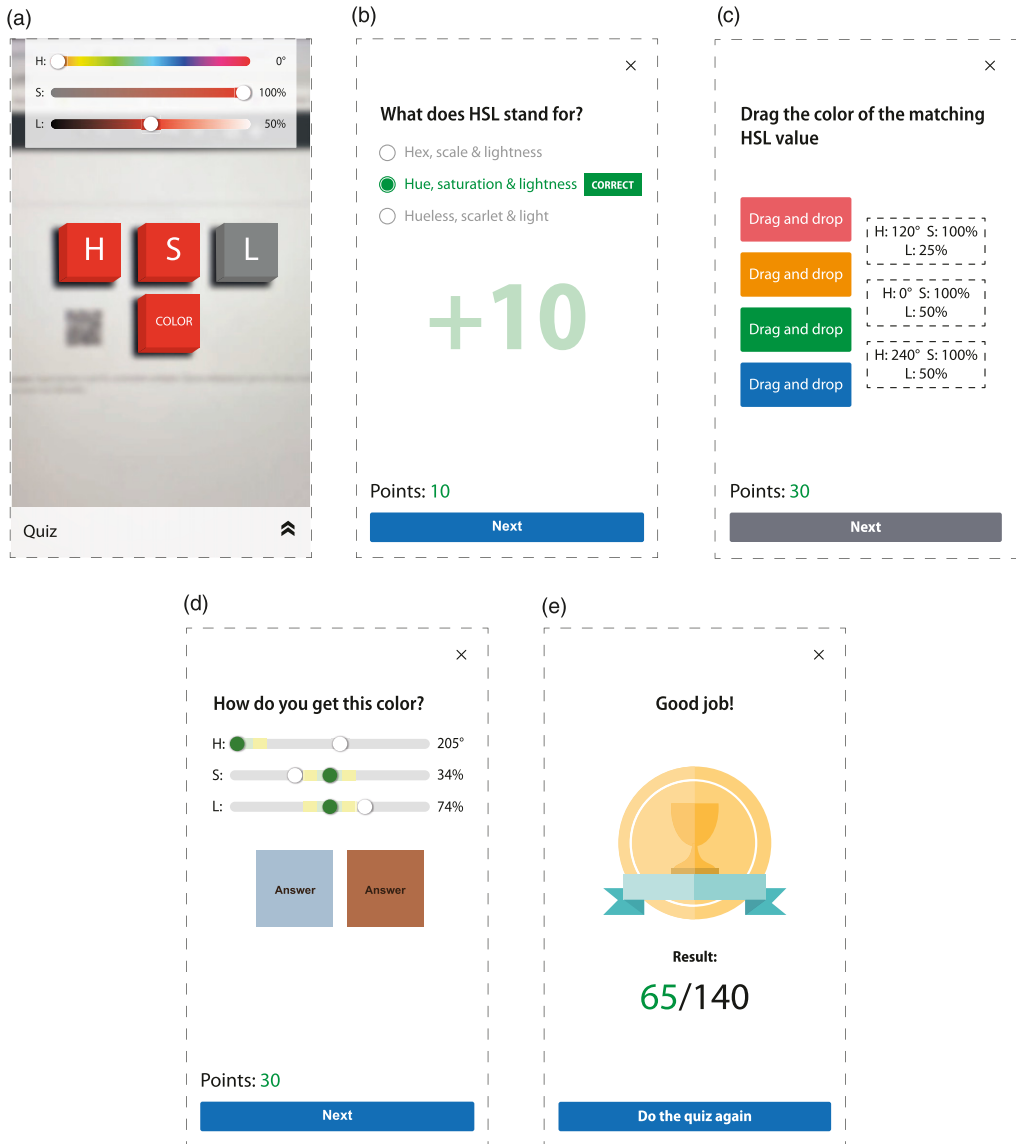 (a)
H: 0°
S: 100%
L: 50%
H S L
COLOR
Quiz
(b)
×
What does HSL stand for?
Hex, scale & lightness
Hue, saturation & lightness CORRECT
Hueless, scarlet & light
+10
Points: 10
Next
(c)
×
Drag the color of the matching
HSL value
Drag and drop
Drag and drop
Drag and drop
Drag and drop
H: 120° S: 100%
L: 25%
H: 0° S: 100%
L: 50%
H: 240° S: 100%
L: 50%
Points: 30
Next
(d)
×
How do you get this color?
H: 205°
S: 34%
L: 74%
Answer Answer
Points: 30
Next
(e)
×
Good job!
Result:
65/140
Do the quiz again